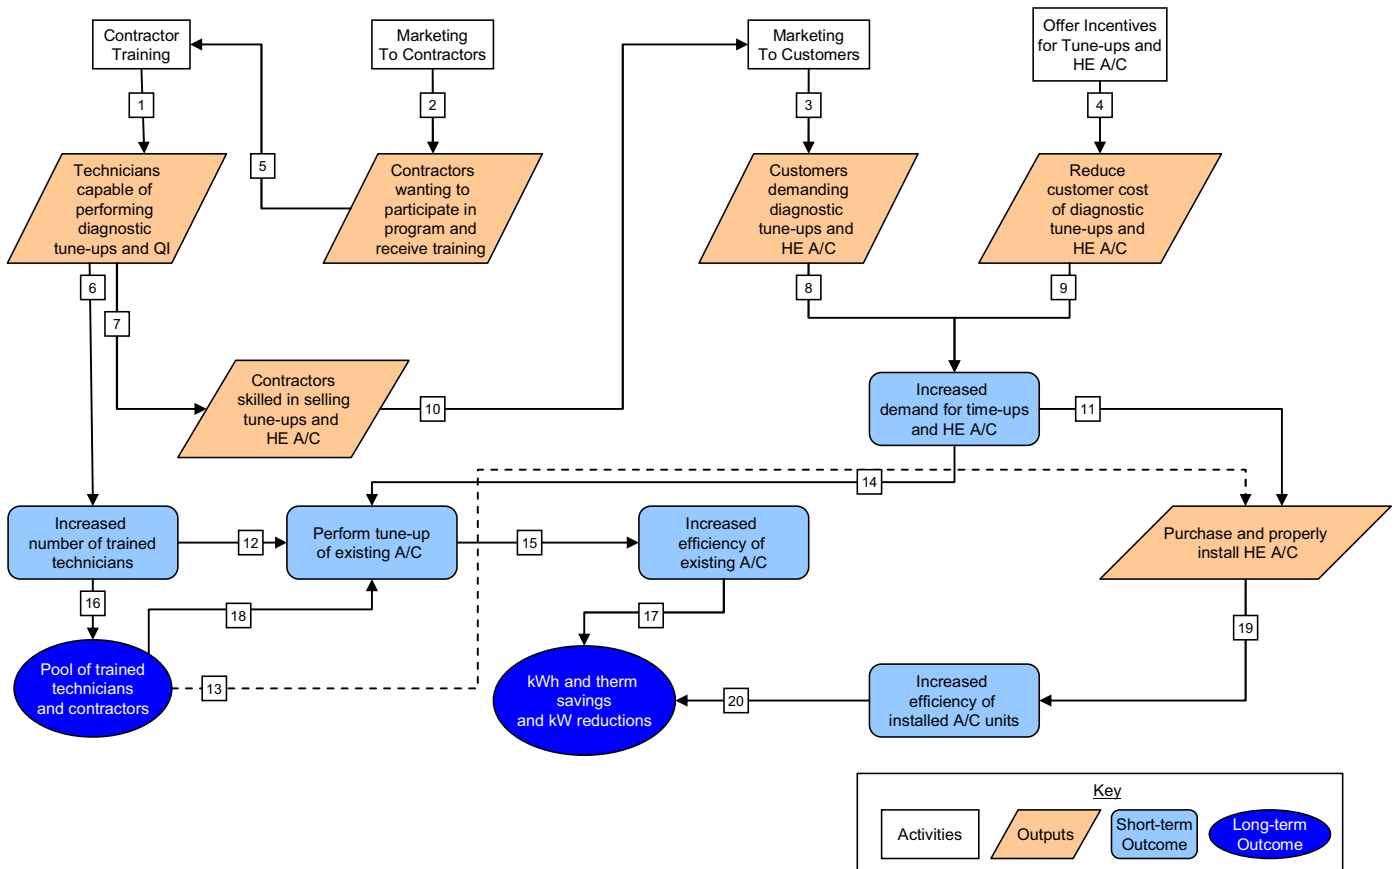 Contractor
Training
Marketing
To Contractors
Marketing
To Customers
Offer Incentives
for Tune-ups and
HE A/C
1
2
3
4
5
Technicians
capable of
performing
diagnostic
tune-ups and QI
Contractors
wanting to
participate in
program and
receive training
Customers
demanding
diagnostic
tune-ups and
HE A/C
Reduce
customer cost
of diagnostic
tune-ups and
HE A/C
6
7
8
9
Contractors
skilled in selling
tune-ups and
HE A/C
10
Increased
demand for time-ups
and HE A/C
11
14
Increased
number of trained
technicians
12
Perform tune-up
of existing A/C
15
Increased
efficiency of
existing A/C
Purchase and properly
install HE A/C
16
18
17
19
Pool of trained
technicians
and contractors
13
kWh and therm
savings
and kW reductions
20
Increased
efficiency of
installed A/C units
Key
Activities
Outputs
Short-term
Outcome
Long-term
Outcome